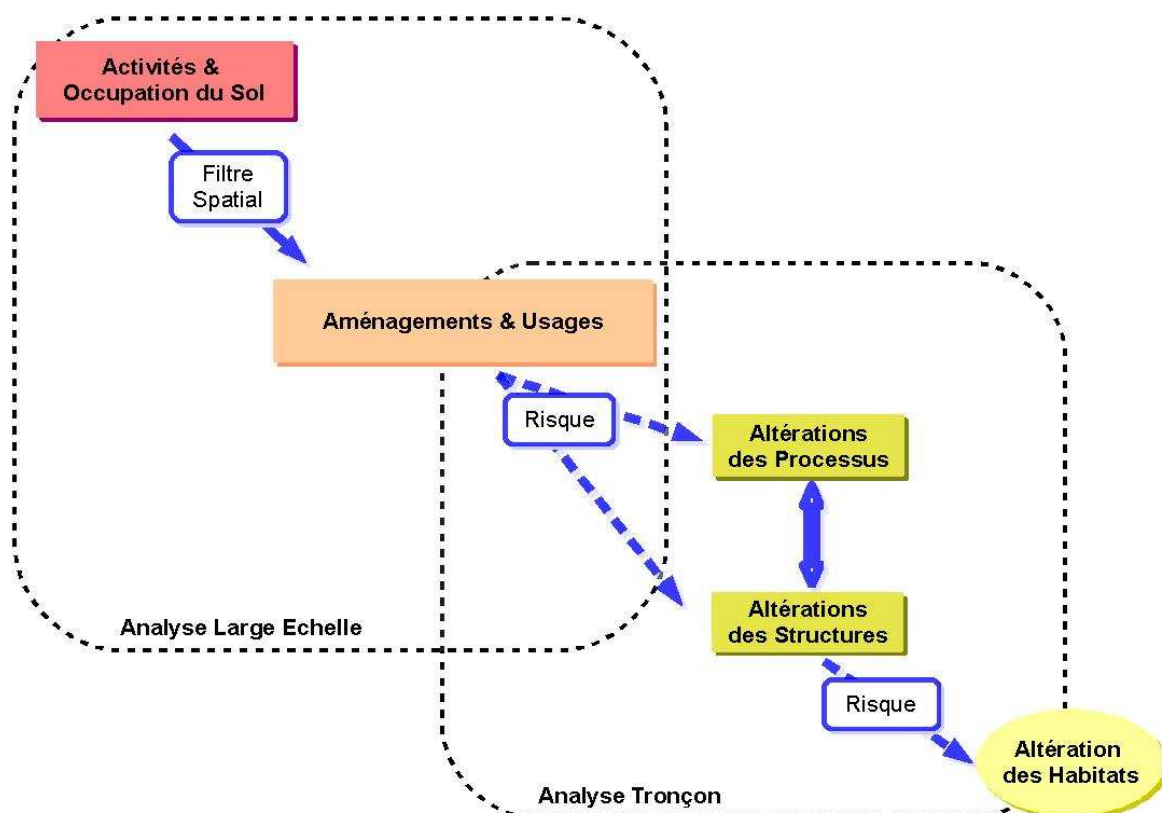 Activités &
Occupation du Sol
Filtre
Spatial
Aménagements & Usages
Risque
Altérations
des Processus
Altérations
des Structures
Analyse Large Echelle
Risque
Altération
des Habitats
Analyse Tronçon